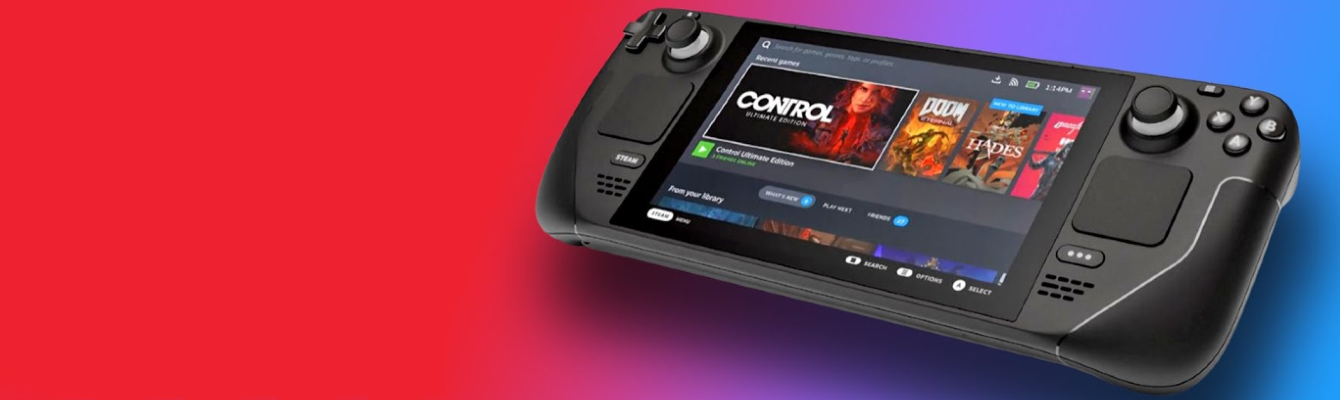 Search for games, genres, tags, or profiles.
Recent games
1:14PM
CONTROL
ULTIMATE EDITION
DOOM
ETERNAL
NEW TO LIBRARY
HADES
Control Ultimate Edition
From your library
WHAT'S NEW
PLAY NEXT
FRIENDS
STEAM
MENU
SEARCH
OPTIONS
A
SELECT
STEAM
Y
X
B
A